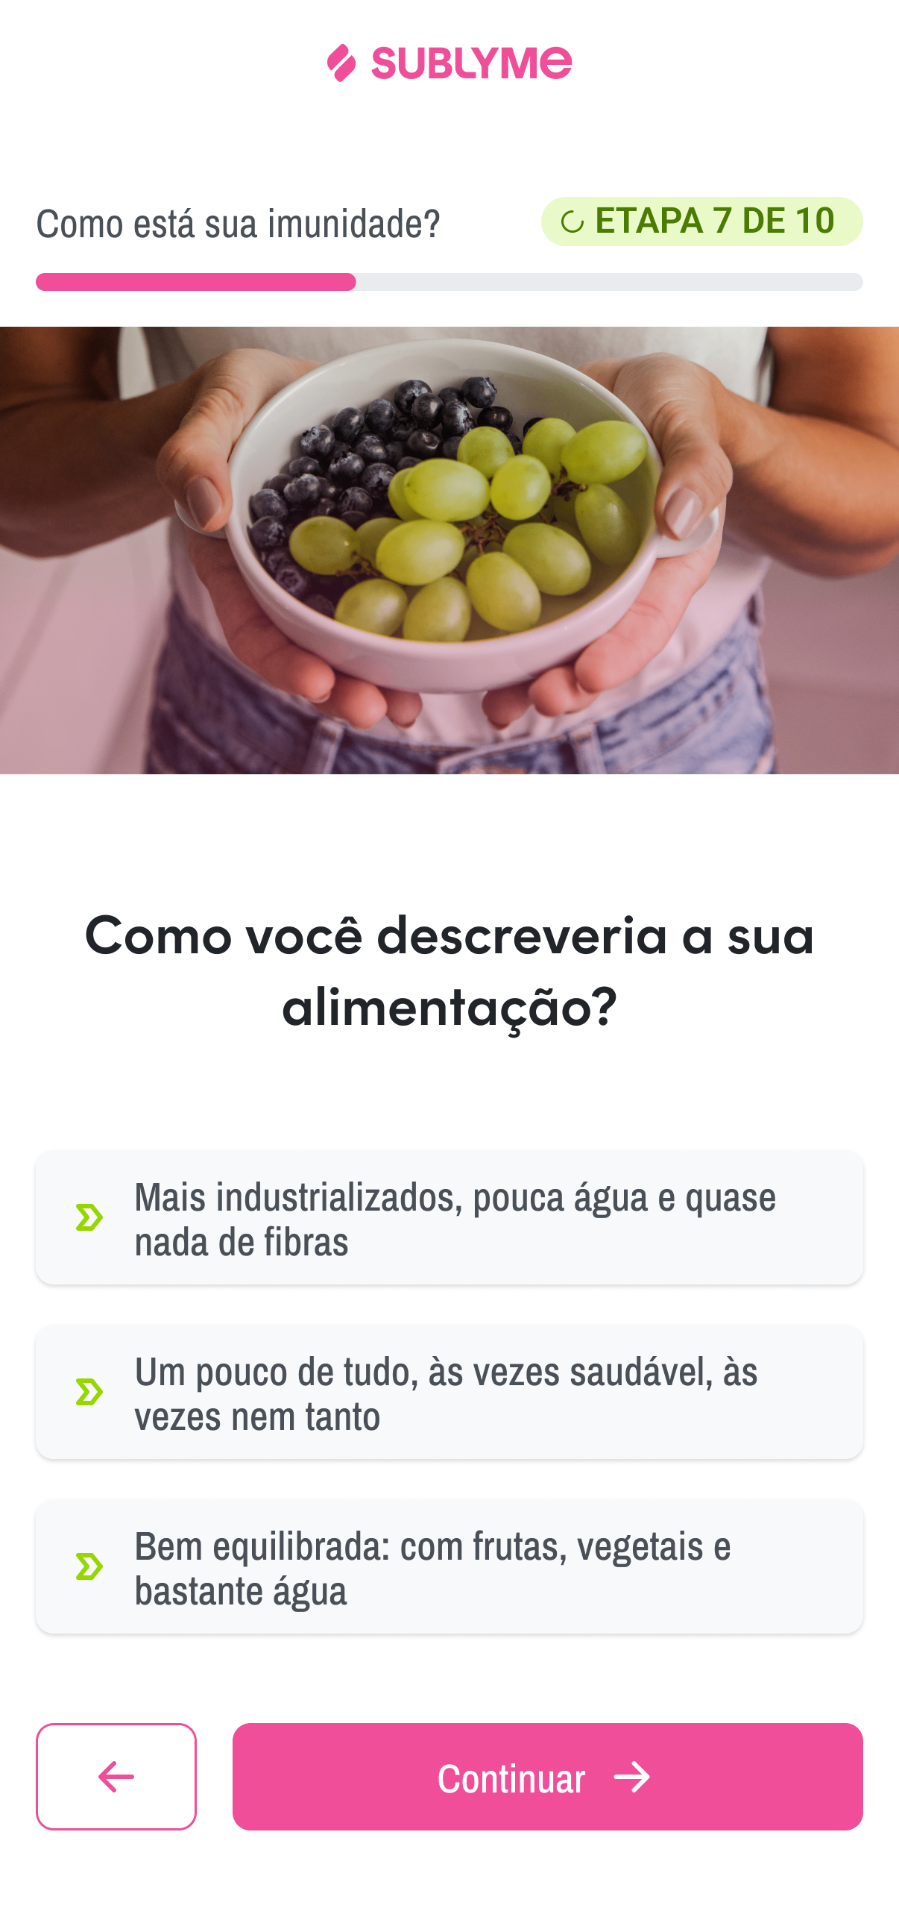 SUBLYMe
Como está sua imunidade?
ETAPA 7 DE 10
Como você descreveria a sua
alimentação?
Mais industrializados, pouca água e quase
nada de fibras
Um pouco de tudo, às vezes saudável, às
vezes nem tanto
Bem equilibrada: com frutas, vegetais e
bastante água
Continuar